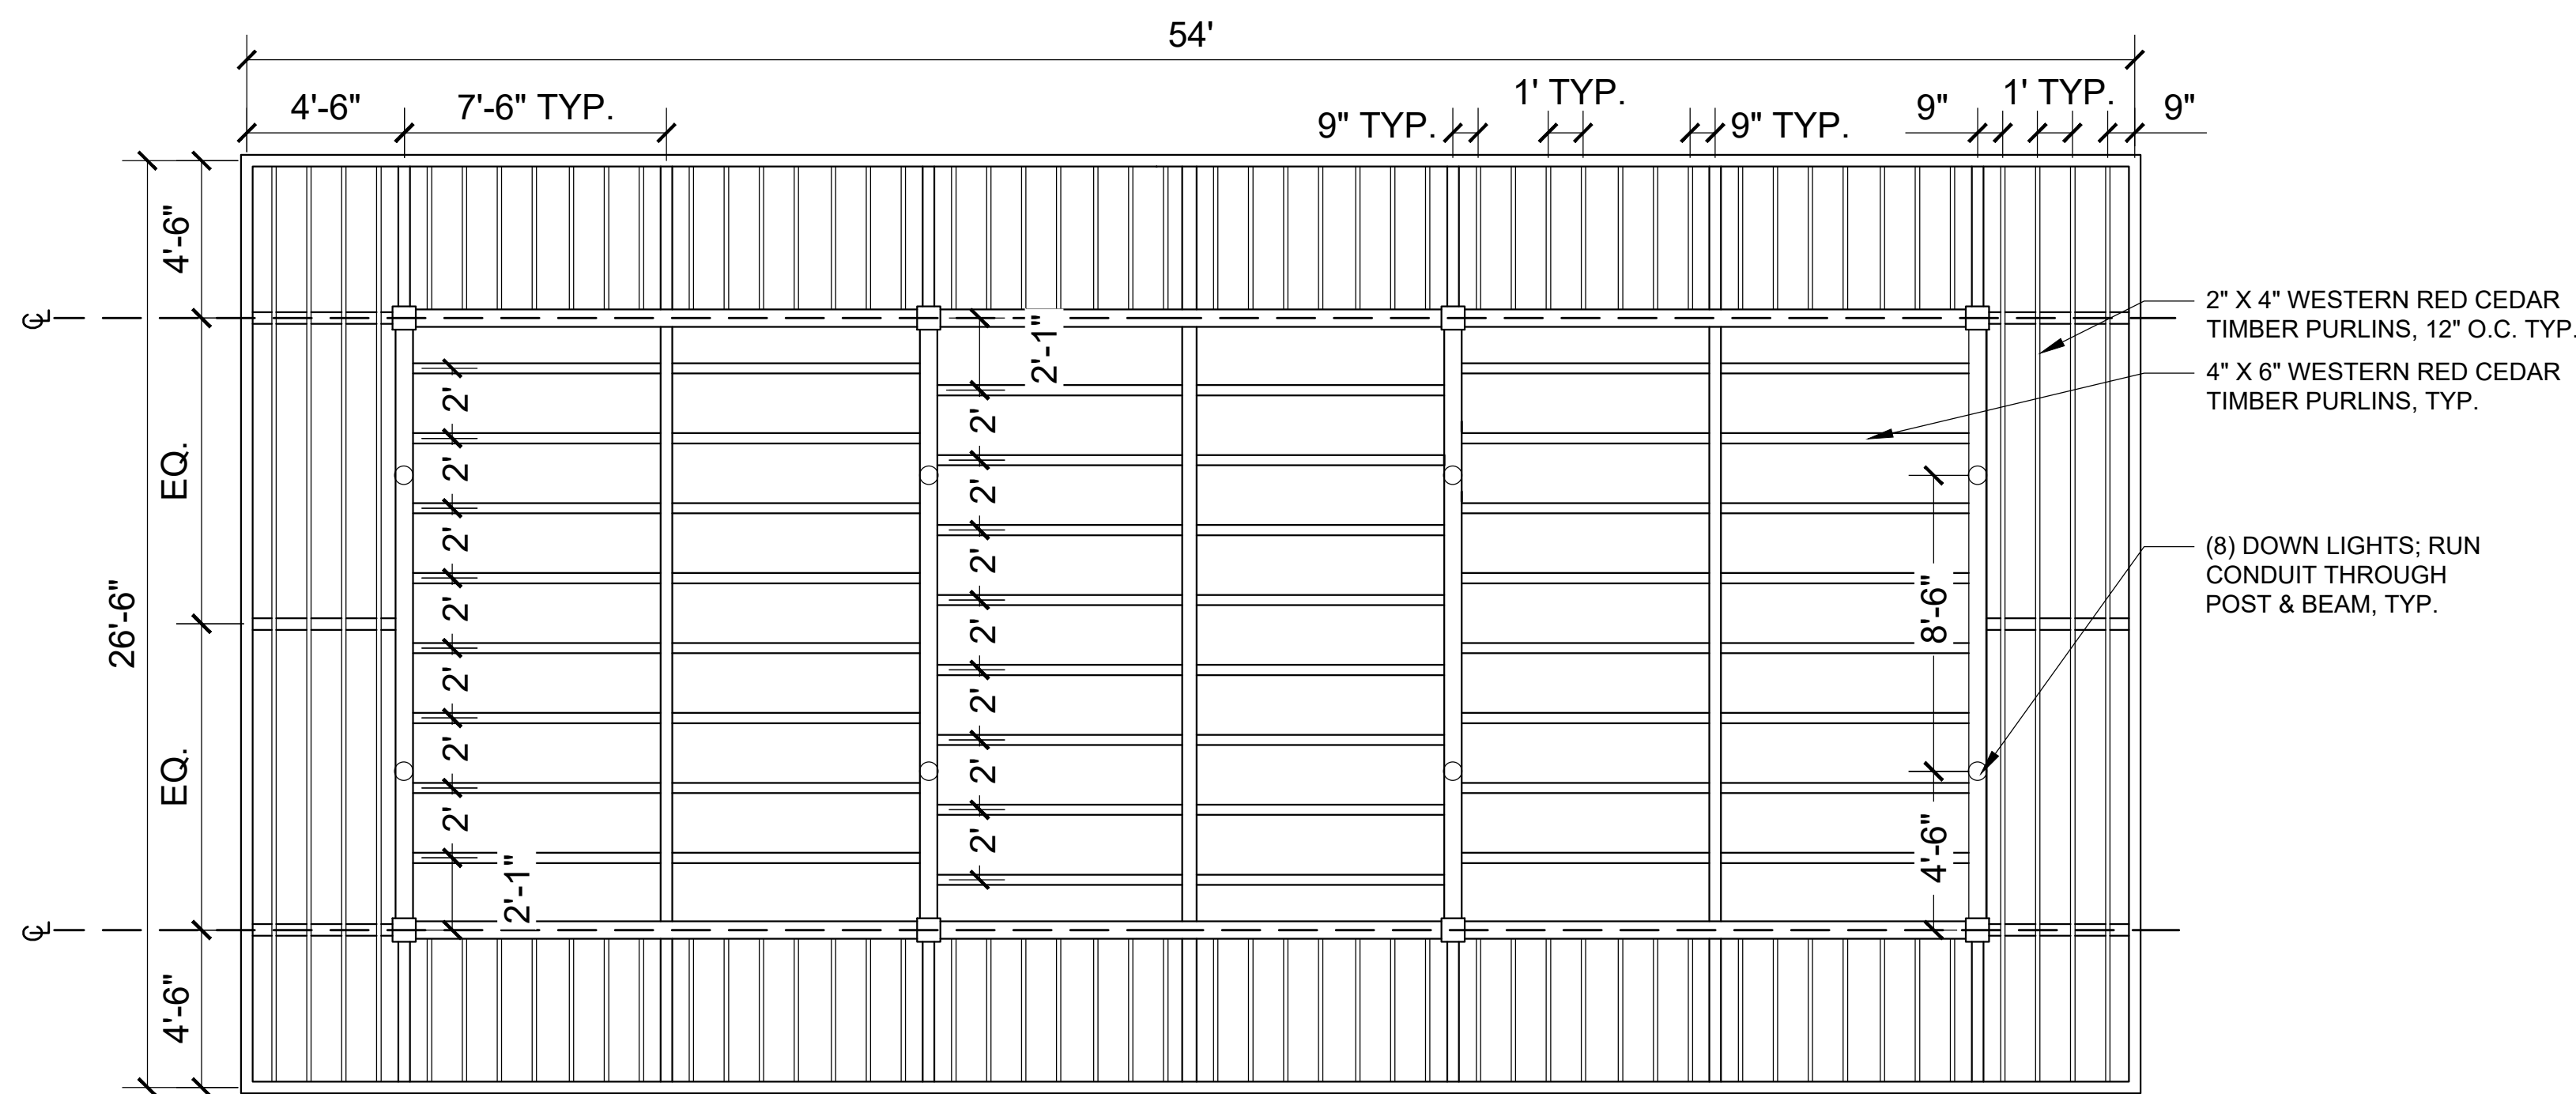 54'
4'-6"
7'-6" TYP.
9" TYP.
1' TYP.
9" TYP.
9"
1' TYP.
9"
4'-6"
EQ.
26'-6"
EQ.
4'-6"
℄
℄
2'
2'
2'
2'
2'
2'
2'
2'-1"
2'-1"
2'
2'
2'
2'
2'
2'
2'
8'-6"
4'-6"
2" X 4" WESTERN RED CEDAR
TIMBER PURLINS, 12" O.C. TYP.
4" X 6" WESTERN RED CEDAR
TIMBER PURLINS, TYP.
(8) DOWN LIGHTS; RUN
CONDUIT THROUGH
POST & BEAM, TYP.